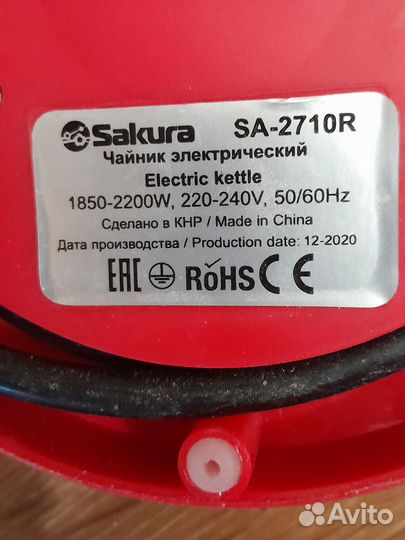 Sakura SA-2710R
Чайник электрический
Electric kettle
1850-2200W, 220-240V, 50/60Hz
Сделано в КНР / Made in China
Дата производства / Production date: 12-2020
EAC RoHS CE
Avito